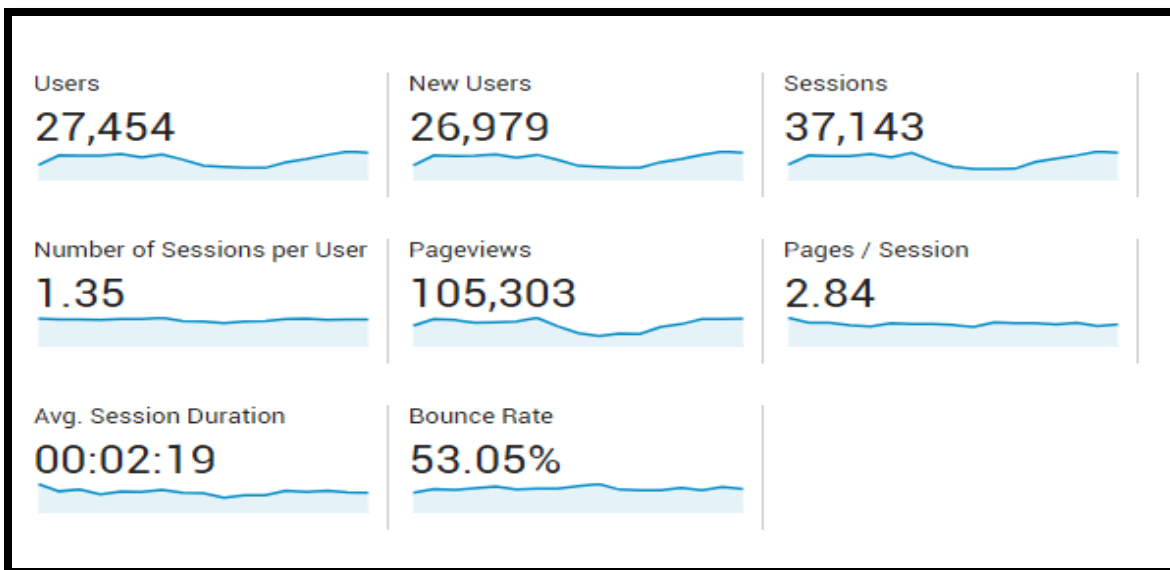 Users
27,454
New Users
26,979
Sessions
37,143
Number of Sessions per User
1.35
Pageviews
105,303
Pages / Session
2.84
Avg. Session Duration
00:02:19
Bounce Rate
53.05%